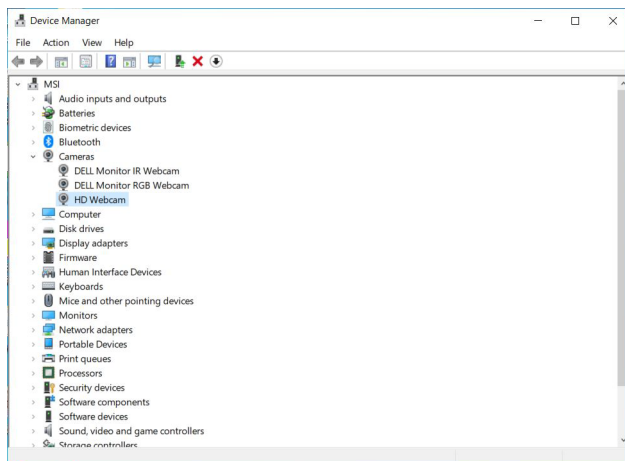 Device Manager
File Action View Help
MSI
Audio inputs and outputs
Batteries
Biometric devices
Bluetooth
Cameras
DELL Monitor IR Webcam
DELL Monitor RGB Webcam
HD Webcam
Computer
Disk drives
Display adapters
Firmware
Human Interface Devices
Keyboards
Mice and other pointing devices
Monitors
Network adapters
Portable Devices
Print queues
Processors
Security devices
Software components
Software devices
Sound, video and game controllers
Storage controllers